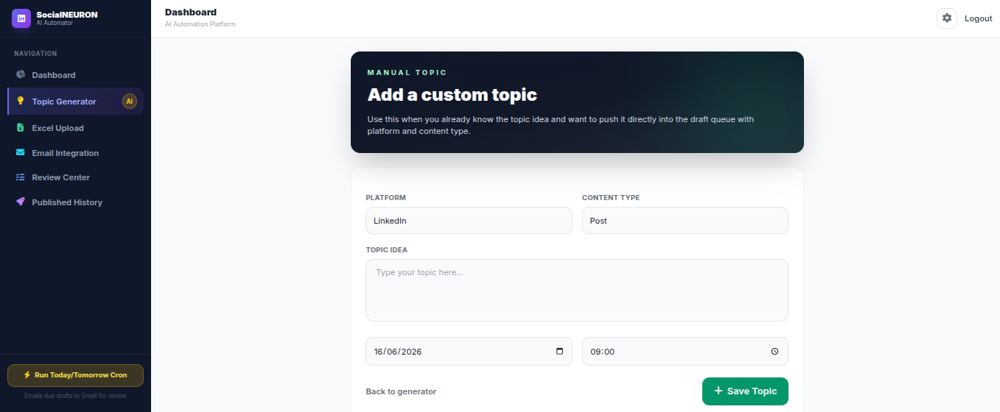 SocialNEURON
AI Automator
NAVIGATION
Dashboard
Topic Generator AI
Excel Upload
Email Integration
Review Center
Published History
Run Today/Tomorrow Cron
Emails due drafts to Gmail for review
Dashboard
AI Automation Platform
Logout
MANUAL TOPIC
Add a custom topic
Use this when you already know the topic idea and want to push it directly into the draft queue with
platform and content type.
PLATFORM CONTENT TYPE
LinkedIn Post
TOPIC IDEA
Type your topic here...
16/06/2026 09:00
Back to generator + Save Topic